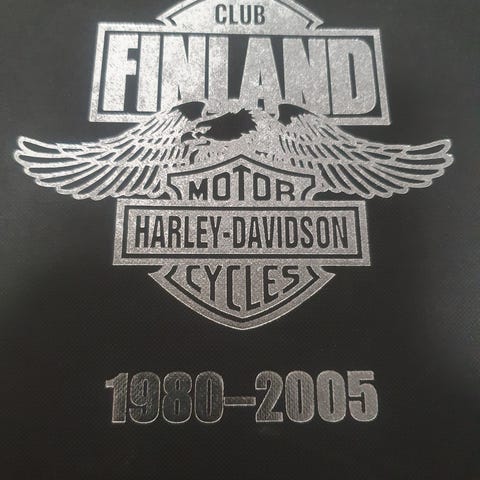 CLUB
FINLAND
MOTOR
HARLEY-DAVIDSON
CYCLES
1980–2005